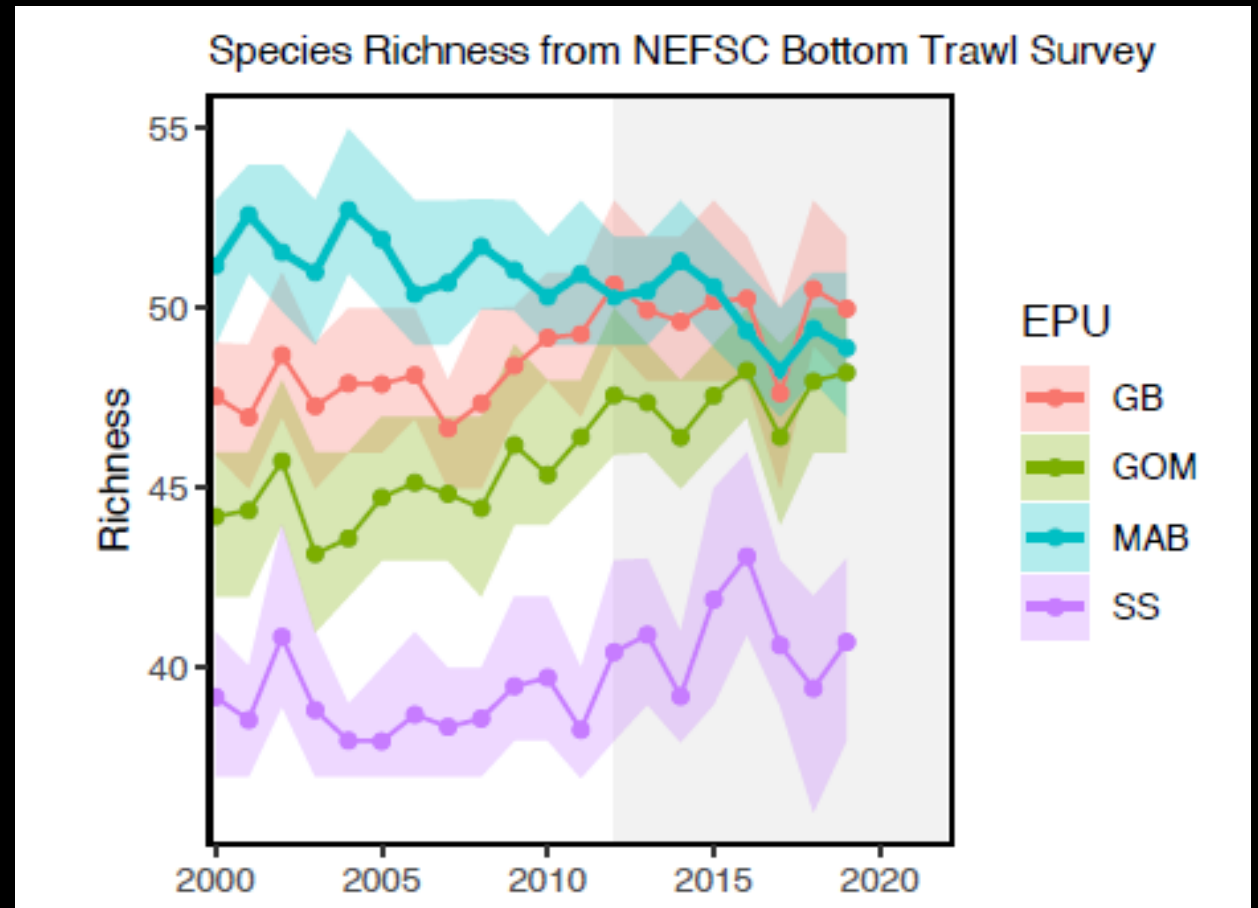 Species Richness from NEFSC Bottom Trawl Survey
55
50
45
40
Richness
2000 2005 2010 2015 2020
EPU
GB
GOM
MAB
SS